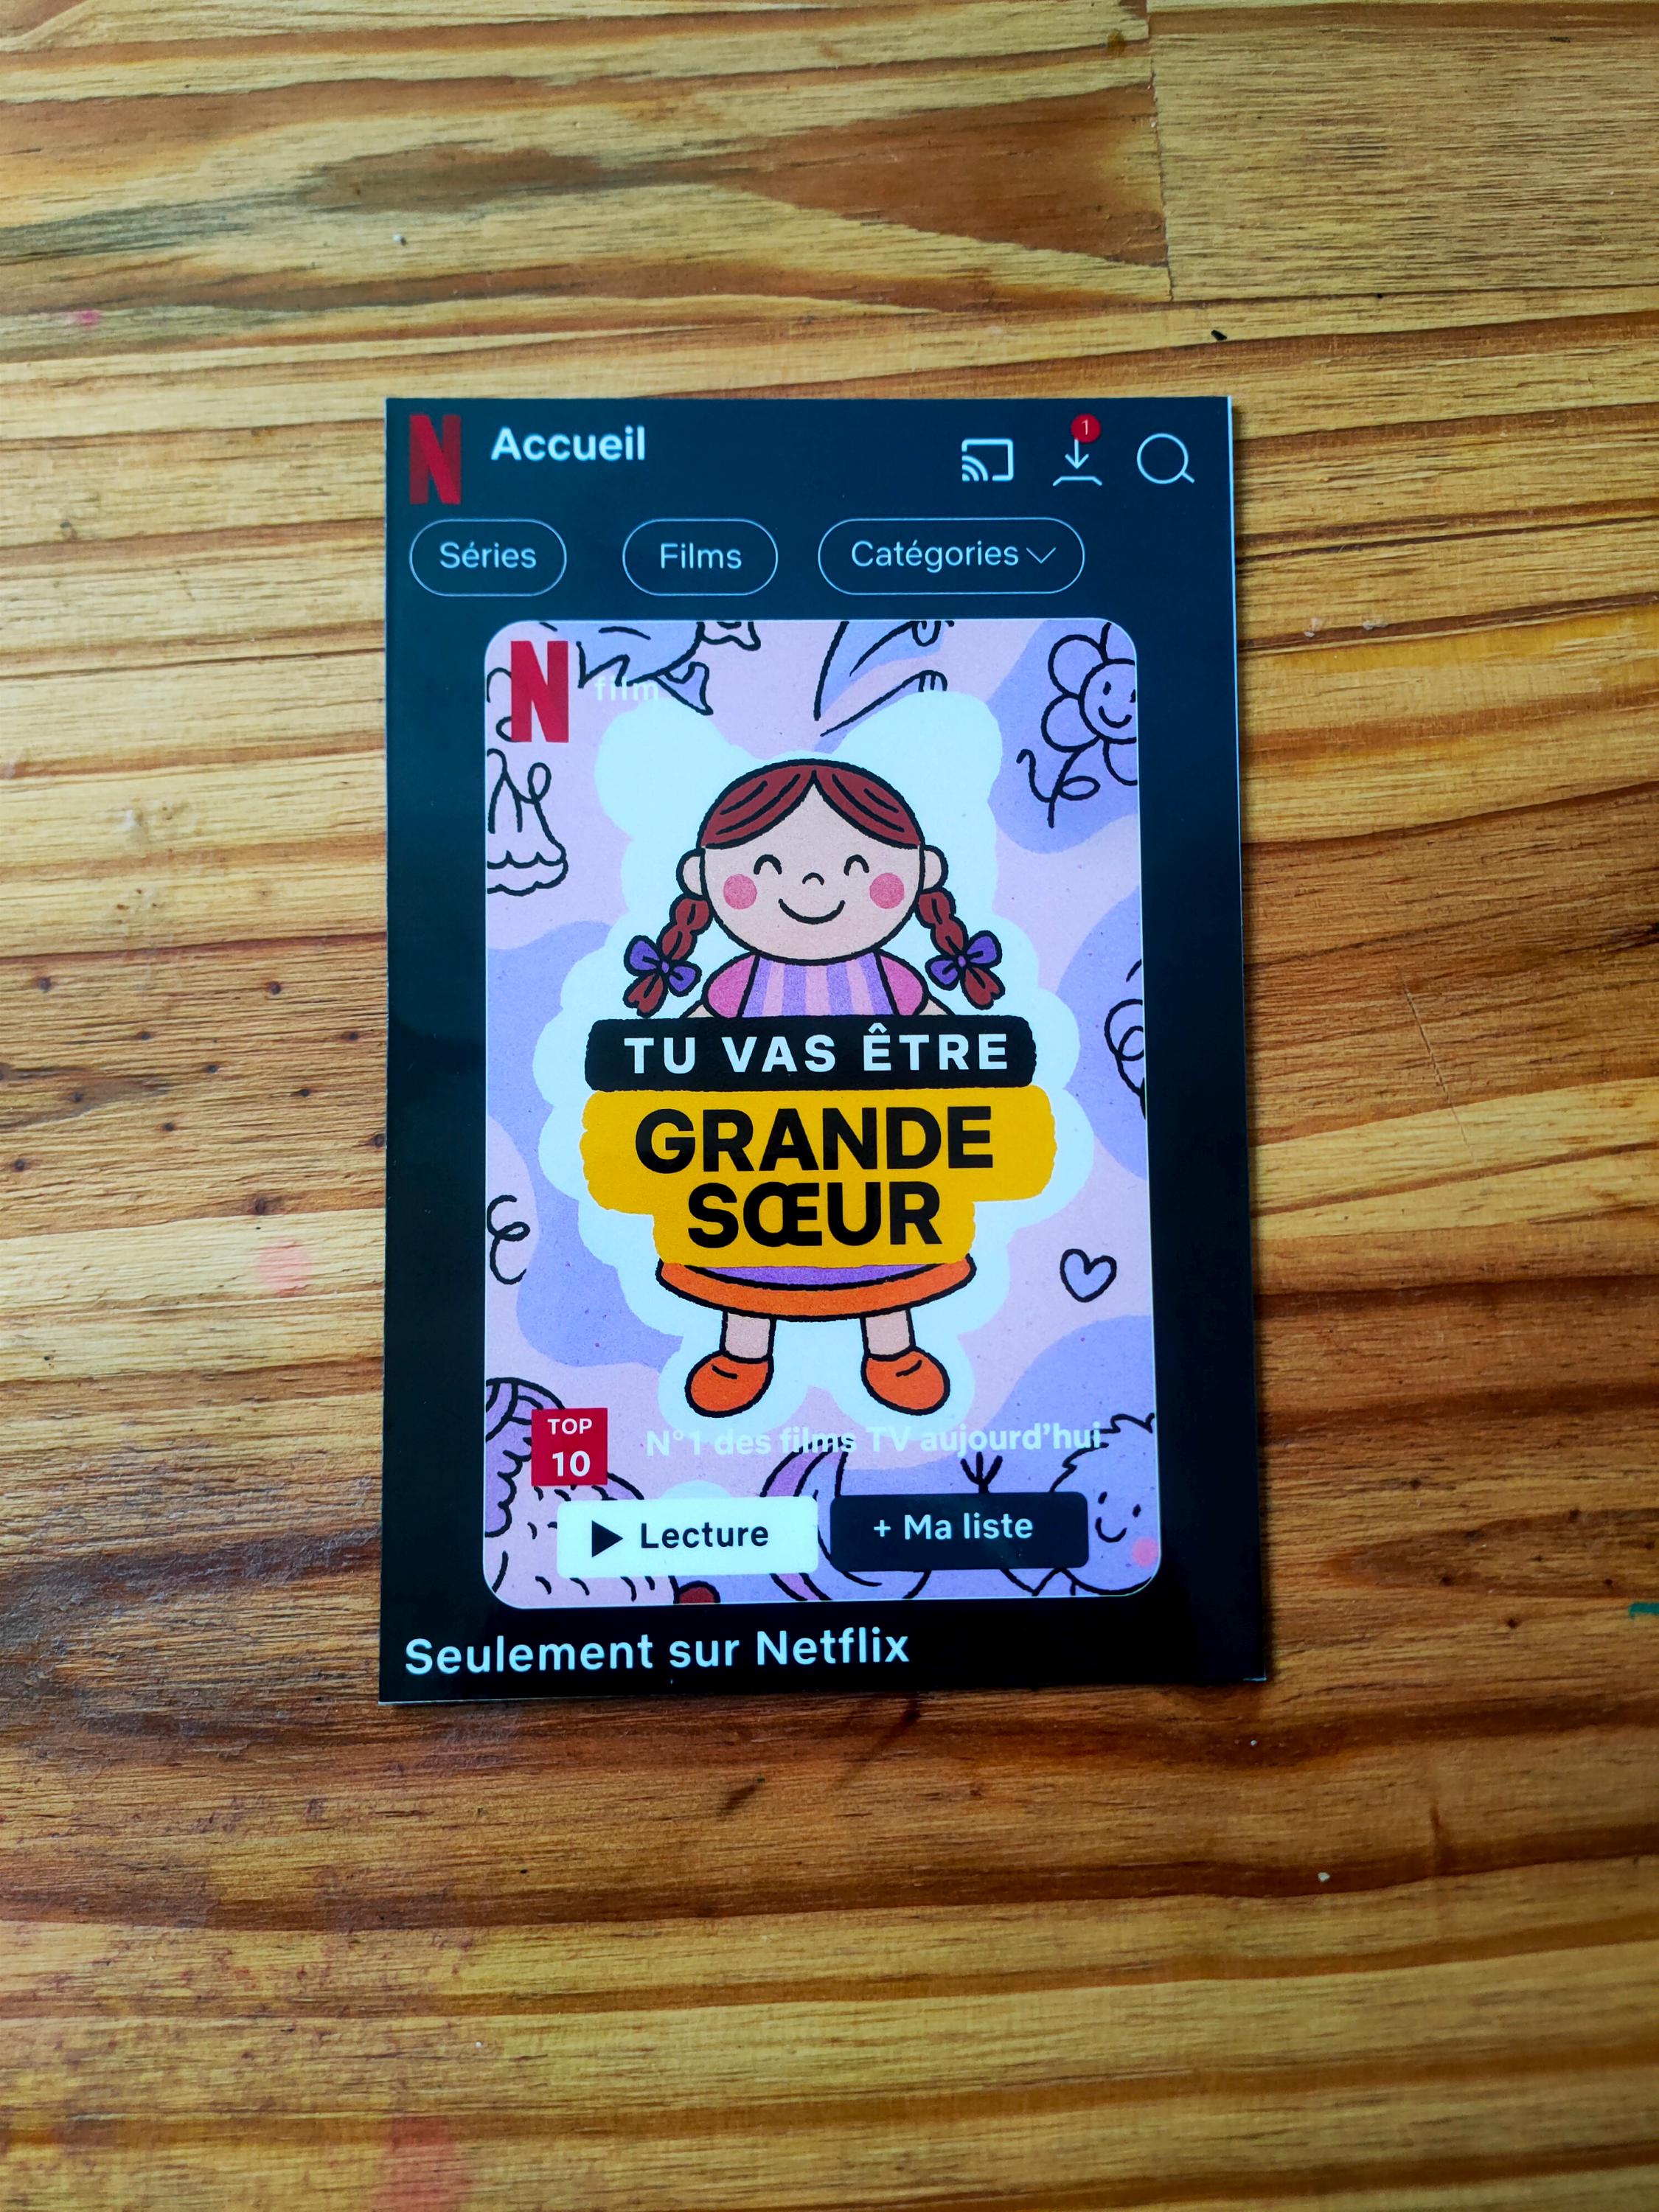 N Accueil
1
Séries Films Catégories
N film
TU VAS ÊTRE
GRANDE
SŒUR
TOP
10
N°1 des films TV aujourd'hui
Lecture + Ma liste
Seulement sur Netflix